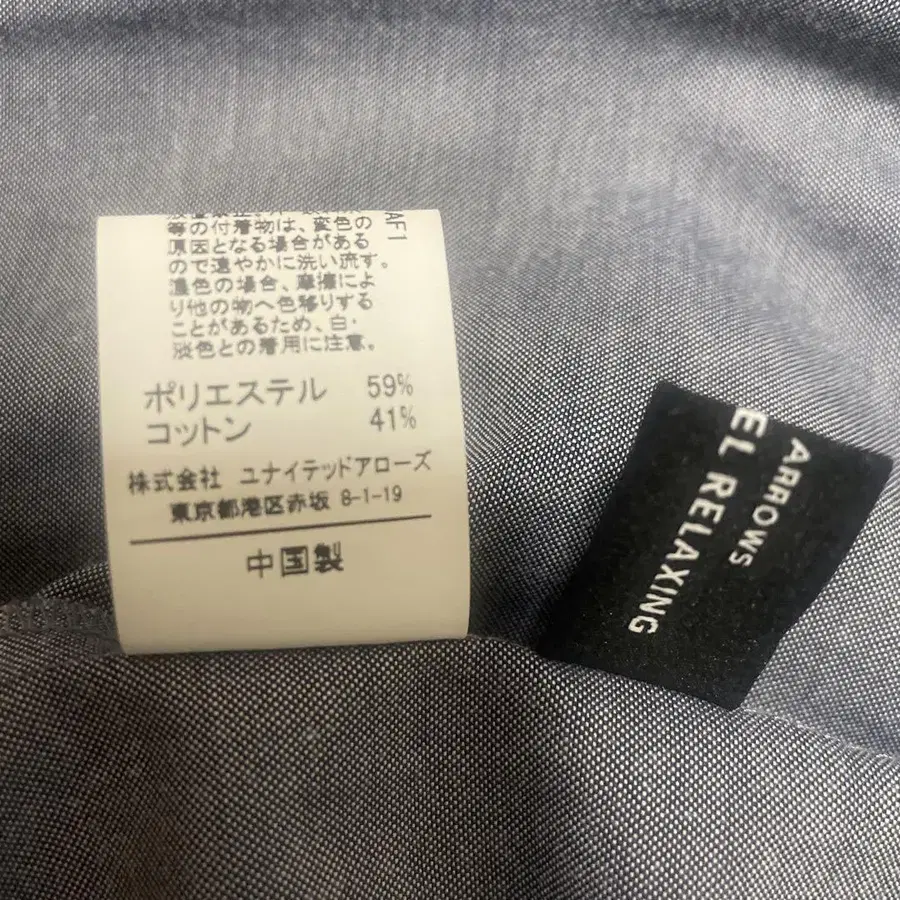 等の付着物は、変色の
原因となる場合がある
ので速やかに洗い流す。
濃色の場合、摩擦によ
り他の物へ色移りする
ことがあるため、白・
淡色との着用に注意。
AF1
ポリエステル 59%
コットン 41%
株式会社 ユナイテッドアローズ
東京都港区赤坂 8-1-19
中国製
ARROWS
EL RELAXING